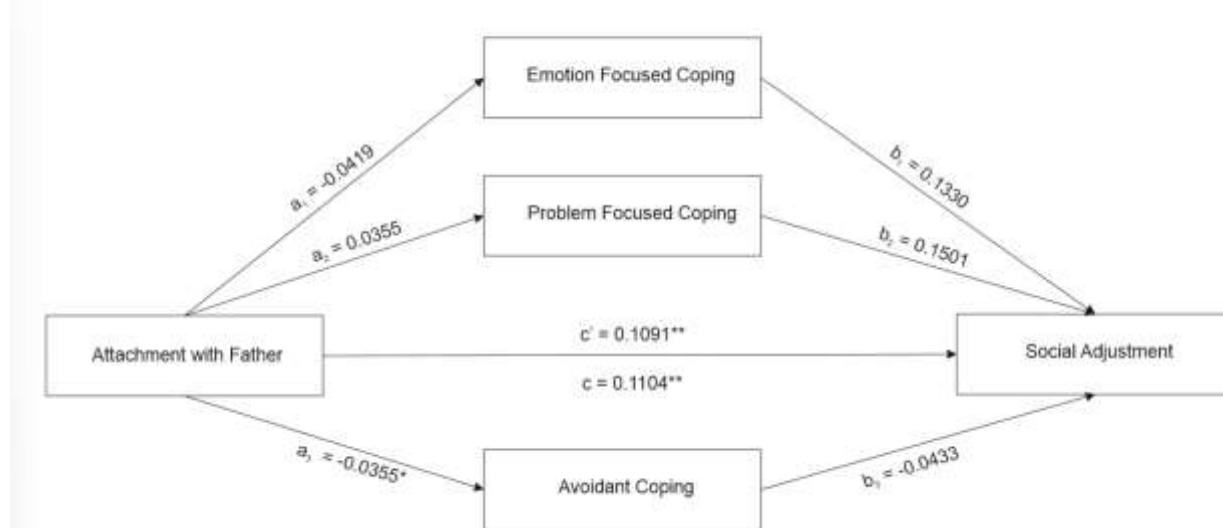 Emotion Focused Coping
a₁ = -0.0419
b₁ = 0.1330
Problem Focused Coping
a₂ = 0.0355
b₂ = 0.1501
Attachment with Father
c' = 0.1091**
c = 0.1104**
Social Adjustment
a₃ = -0.0355*
Avoidant Coping
b₃ = -0.0433